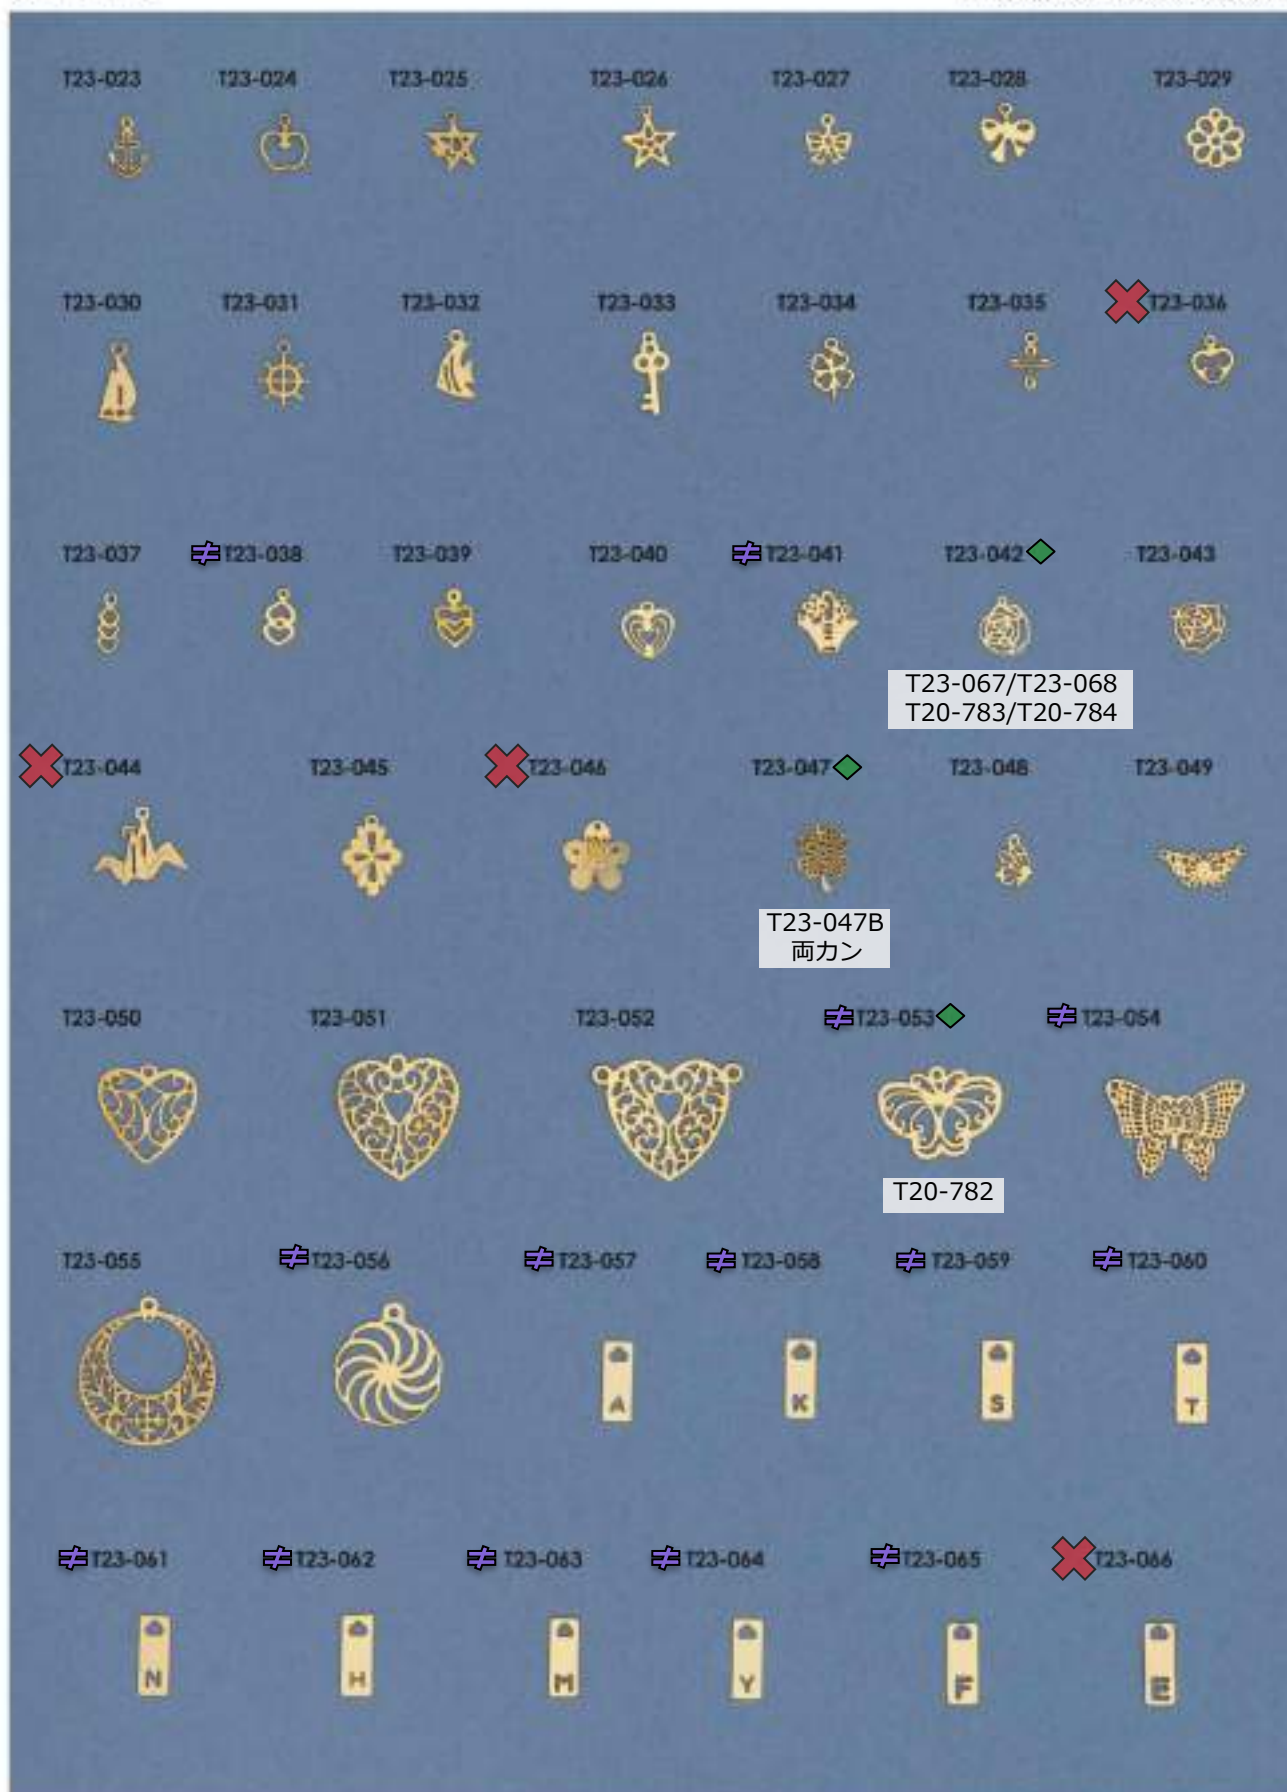 T23-023 T23-024 T23-025 T23-026 T23-027 T23-028 T23-029
T23-030 T23-031 T23-032 T23-033 T23-034 T23-035 T23-036
T23-037 ≠ T23-038 T23-039 T23-040 ≠ T23-041 T23-042 T23-043
T23-067/T23-068
T20-783/T20-784
T23-044 T23-045 T23-046 T23-047 T23-048 T23-049
T23-047B
両カン
T23-050 T23-051 T23-052 ≠ T23-053 ≠ T23-054
T20-782
T23-055 ≠ T23-056 ≠ T23-057 ≠ T23-058 ≠ T23-059 ≠ T23-060
A K S T
≠ T23-061 ≠ T23-062 ≠ T23-063 ≠ T23-064 ≠ T23-065 T23-066
N H M Y F E